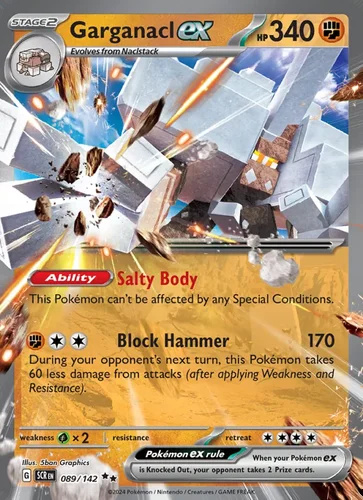 STAGE2 Garganacl ex HP 340
Evolves from Naclstack
Ability Salty Body
This Pokémon can't be affected by any Special Conditions.
Block Hammer 170
During your opponent's next turn, this Pokémon takes
60 less damage from attacks (after applying Weakness and
Resistance).
weakness ×2 resistance retreat
Illus. 5ban Graphics
Pokémon ex rule When your Pokémon ex
is Knocked Out, your opponent takes 2 Prize cards.
G SCR EN 089/142 ★★
©2024 Pokémon / Nintendo / Creatures / GAME FREAK